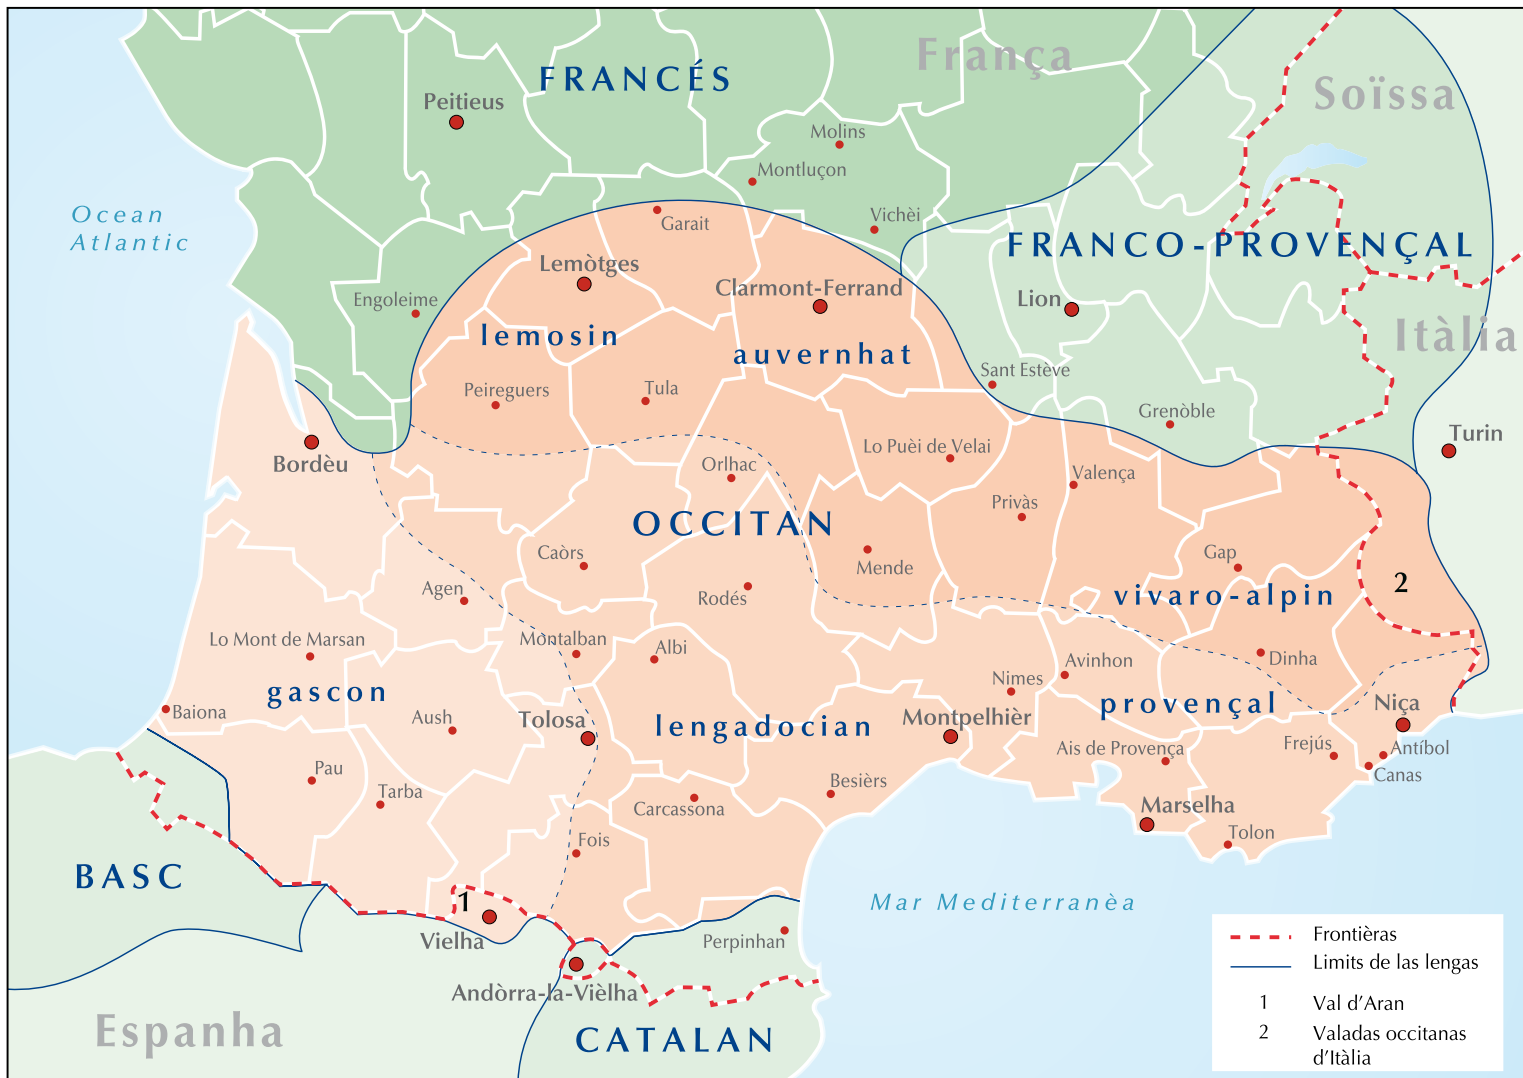 França
FRANCÉS
Soïssa
Peitieus
Molins
Montluçon
Ocean
Atlantic
Garait
Vichèi
FRANCO-PROVENÇAL
Lemòtges
Clarmont-Ferrand
Engoleime
Lion
lemosin
Itàlia
auvernhat
Sant Estève
Peireguers
Tula
Grenòble
Turin
Bordèu
Orlhac
Lo Puèi de Velai
Valença
Privàs
OCCITAN
Caòrs
Mende
Gap
Agen
Rodés
vivaro-alpin
2
Lo Mont de Marsan
Montalban
Albi
Avinhon
Dinha
gascon
Nimes
provençal
Niça
Baiona
Aush
Tolosa
lengadocian
Montpelhièr
Ais de Provença
Frejús
Antíbol
Canas
Pau
Tarba
Besièrs
Carcassona
Marselha
Tolon
Fois
BASC
1
Mar Mediterranèa
Vielha
Perpinhan
Andòrra-la-Vièlha
Espanha
CATALAN
Frontièras
Limits de las lengas
1 Val d'Aran
2 Valadas occitanas
d'Itàlia